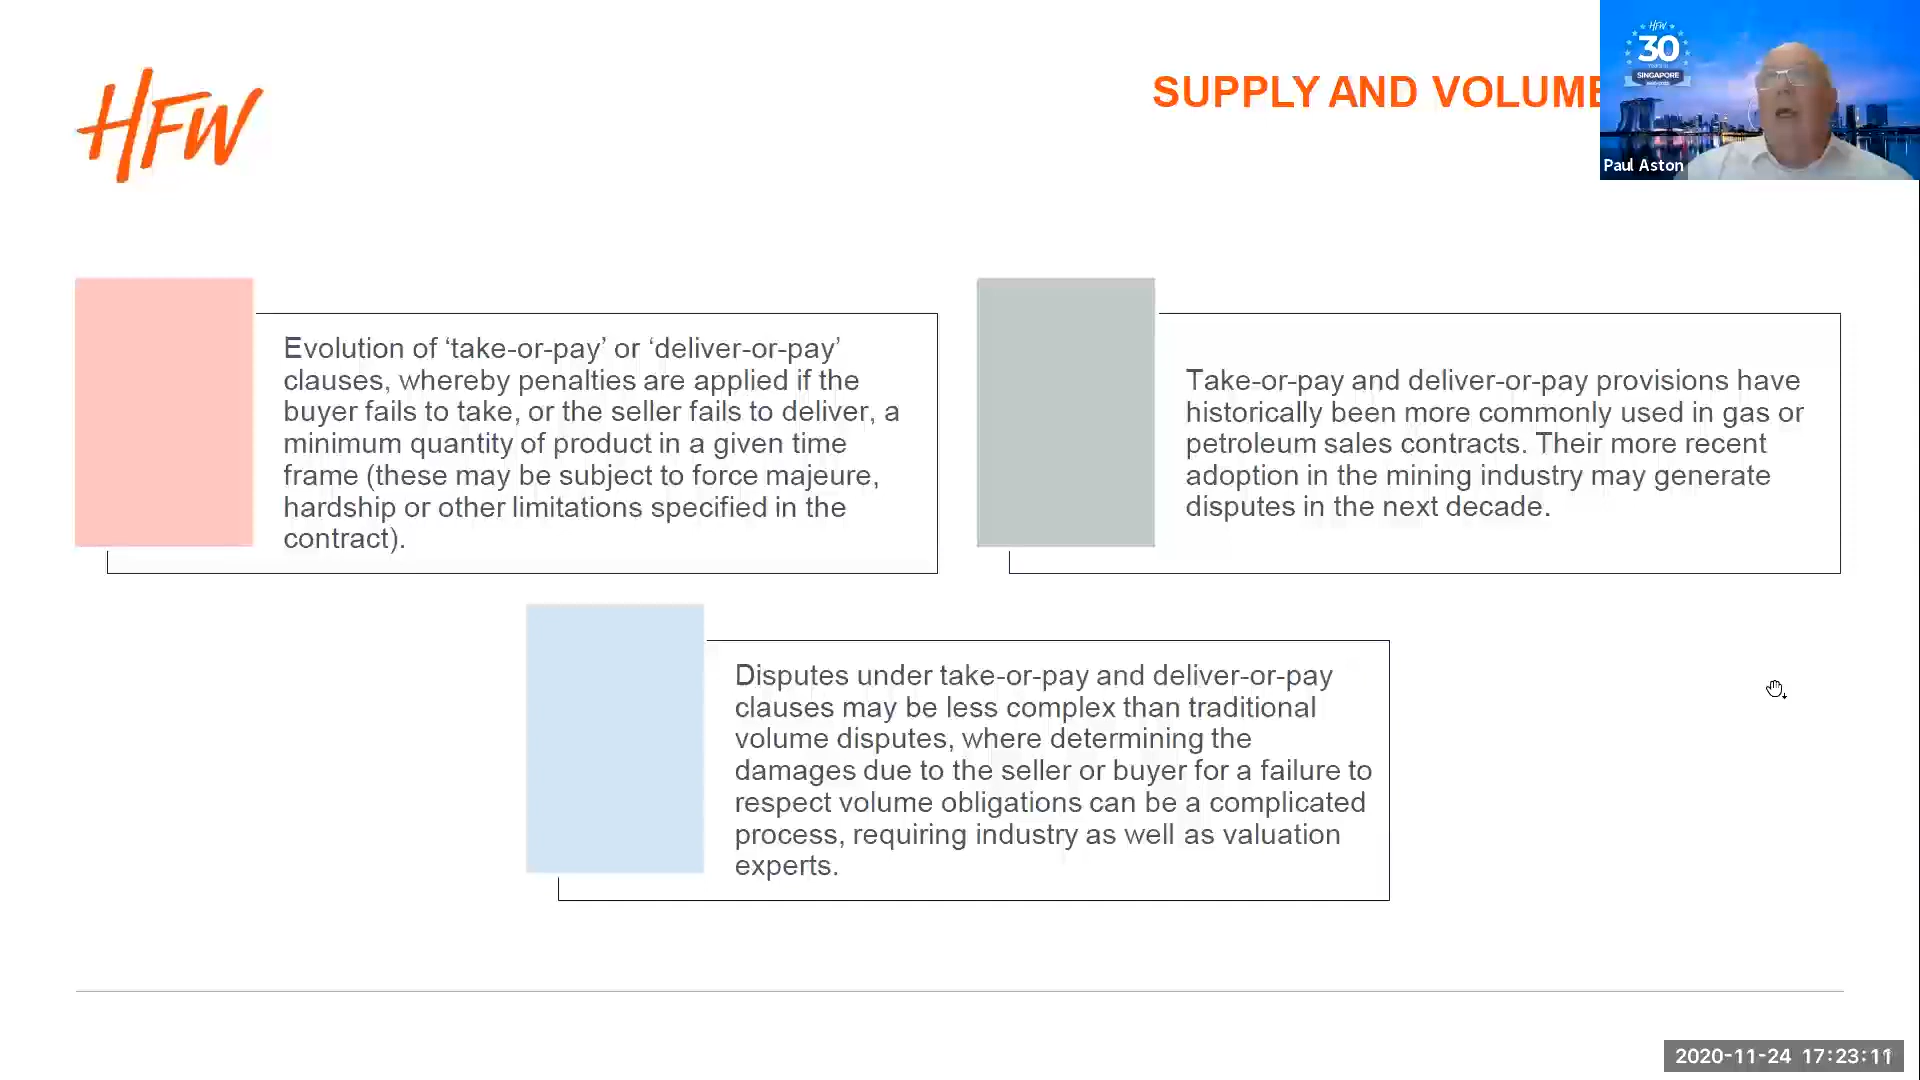 HFW
SUPPLY AND VOLUME
HFW
30
SINGAPORE
Paul Aston
Evolution of ‘take-or-pay’ or ‘deliver-or-pay’
clauses, whereby penalties are applied if the
buyer fails to take, or the seller fails to deliver, a
minimum quantity of product in a given time
frame (these may be subject to force majeure,
hardship or other limitations specified in the
contract).
Take-or-pay and deliver-or-pay provisions have
historically been more commonly used in gas or
petroleum sales contracts. Their more recent
adoption in the mining industry may generate
disputes in the next decade.
Disputes under take-or-pay and deliver-or-pay
clauses may be less complex than traditional
volume disputes, where determining the
damages due to the seller or buyer for a failure to
respect volume obligations can be a complicated
process, requiring industry as well as valuation
experts.
2020-11-24 17:23:11